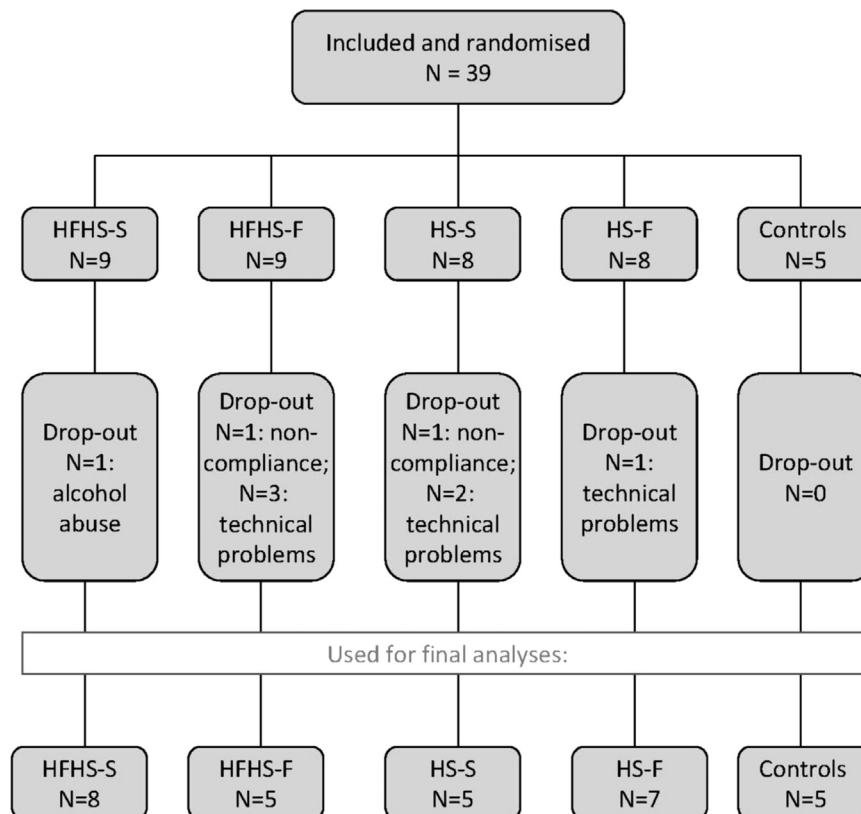 Included and randomised
N = 39
HFHS-S
N=9
HFHS-F
N=9
HS-S
N=8
HS-F
N=8
Controls
N=5
Drop-out
N=1:
alcohol
abuse
Drop-out
N=1: non-
compliance;
N=3:
technical
problems
Drop-out
N=1: non-
compliance;
N=2:
technical
problems
Drop-out
N=1:
technical
problems
Drop-out
N=0
Used for final analyses:
HFHS-S
N=8
HFHS-F
N=5
HS-S
N=5
HS-F
N=7
Controls
N=5